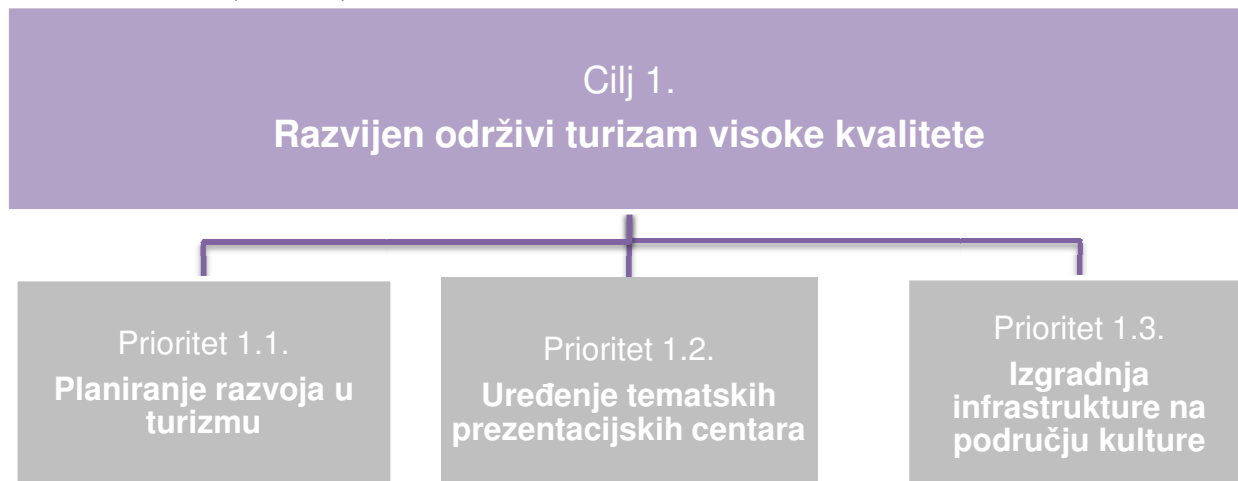 Cilj 1.
Razvijen održivi turizam visoke kvalitete
Prioritet 1.1.
Planiranje razvoja u
turizmu
Prioritet 1.2.
Uređenje tematskih
prezentacijskih centara
Prioritet 1.3.
Izgradnja
infrastrukture na
području kulture